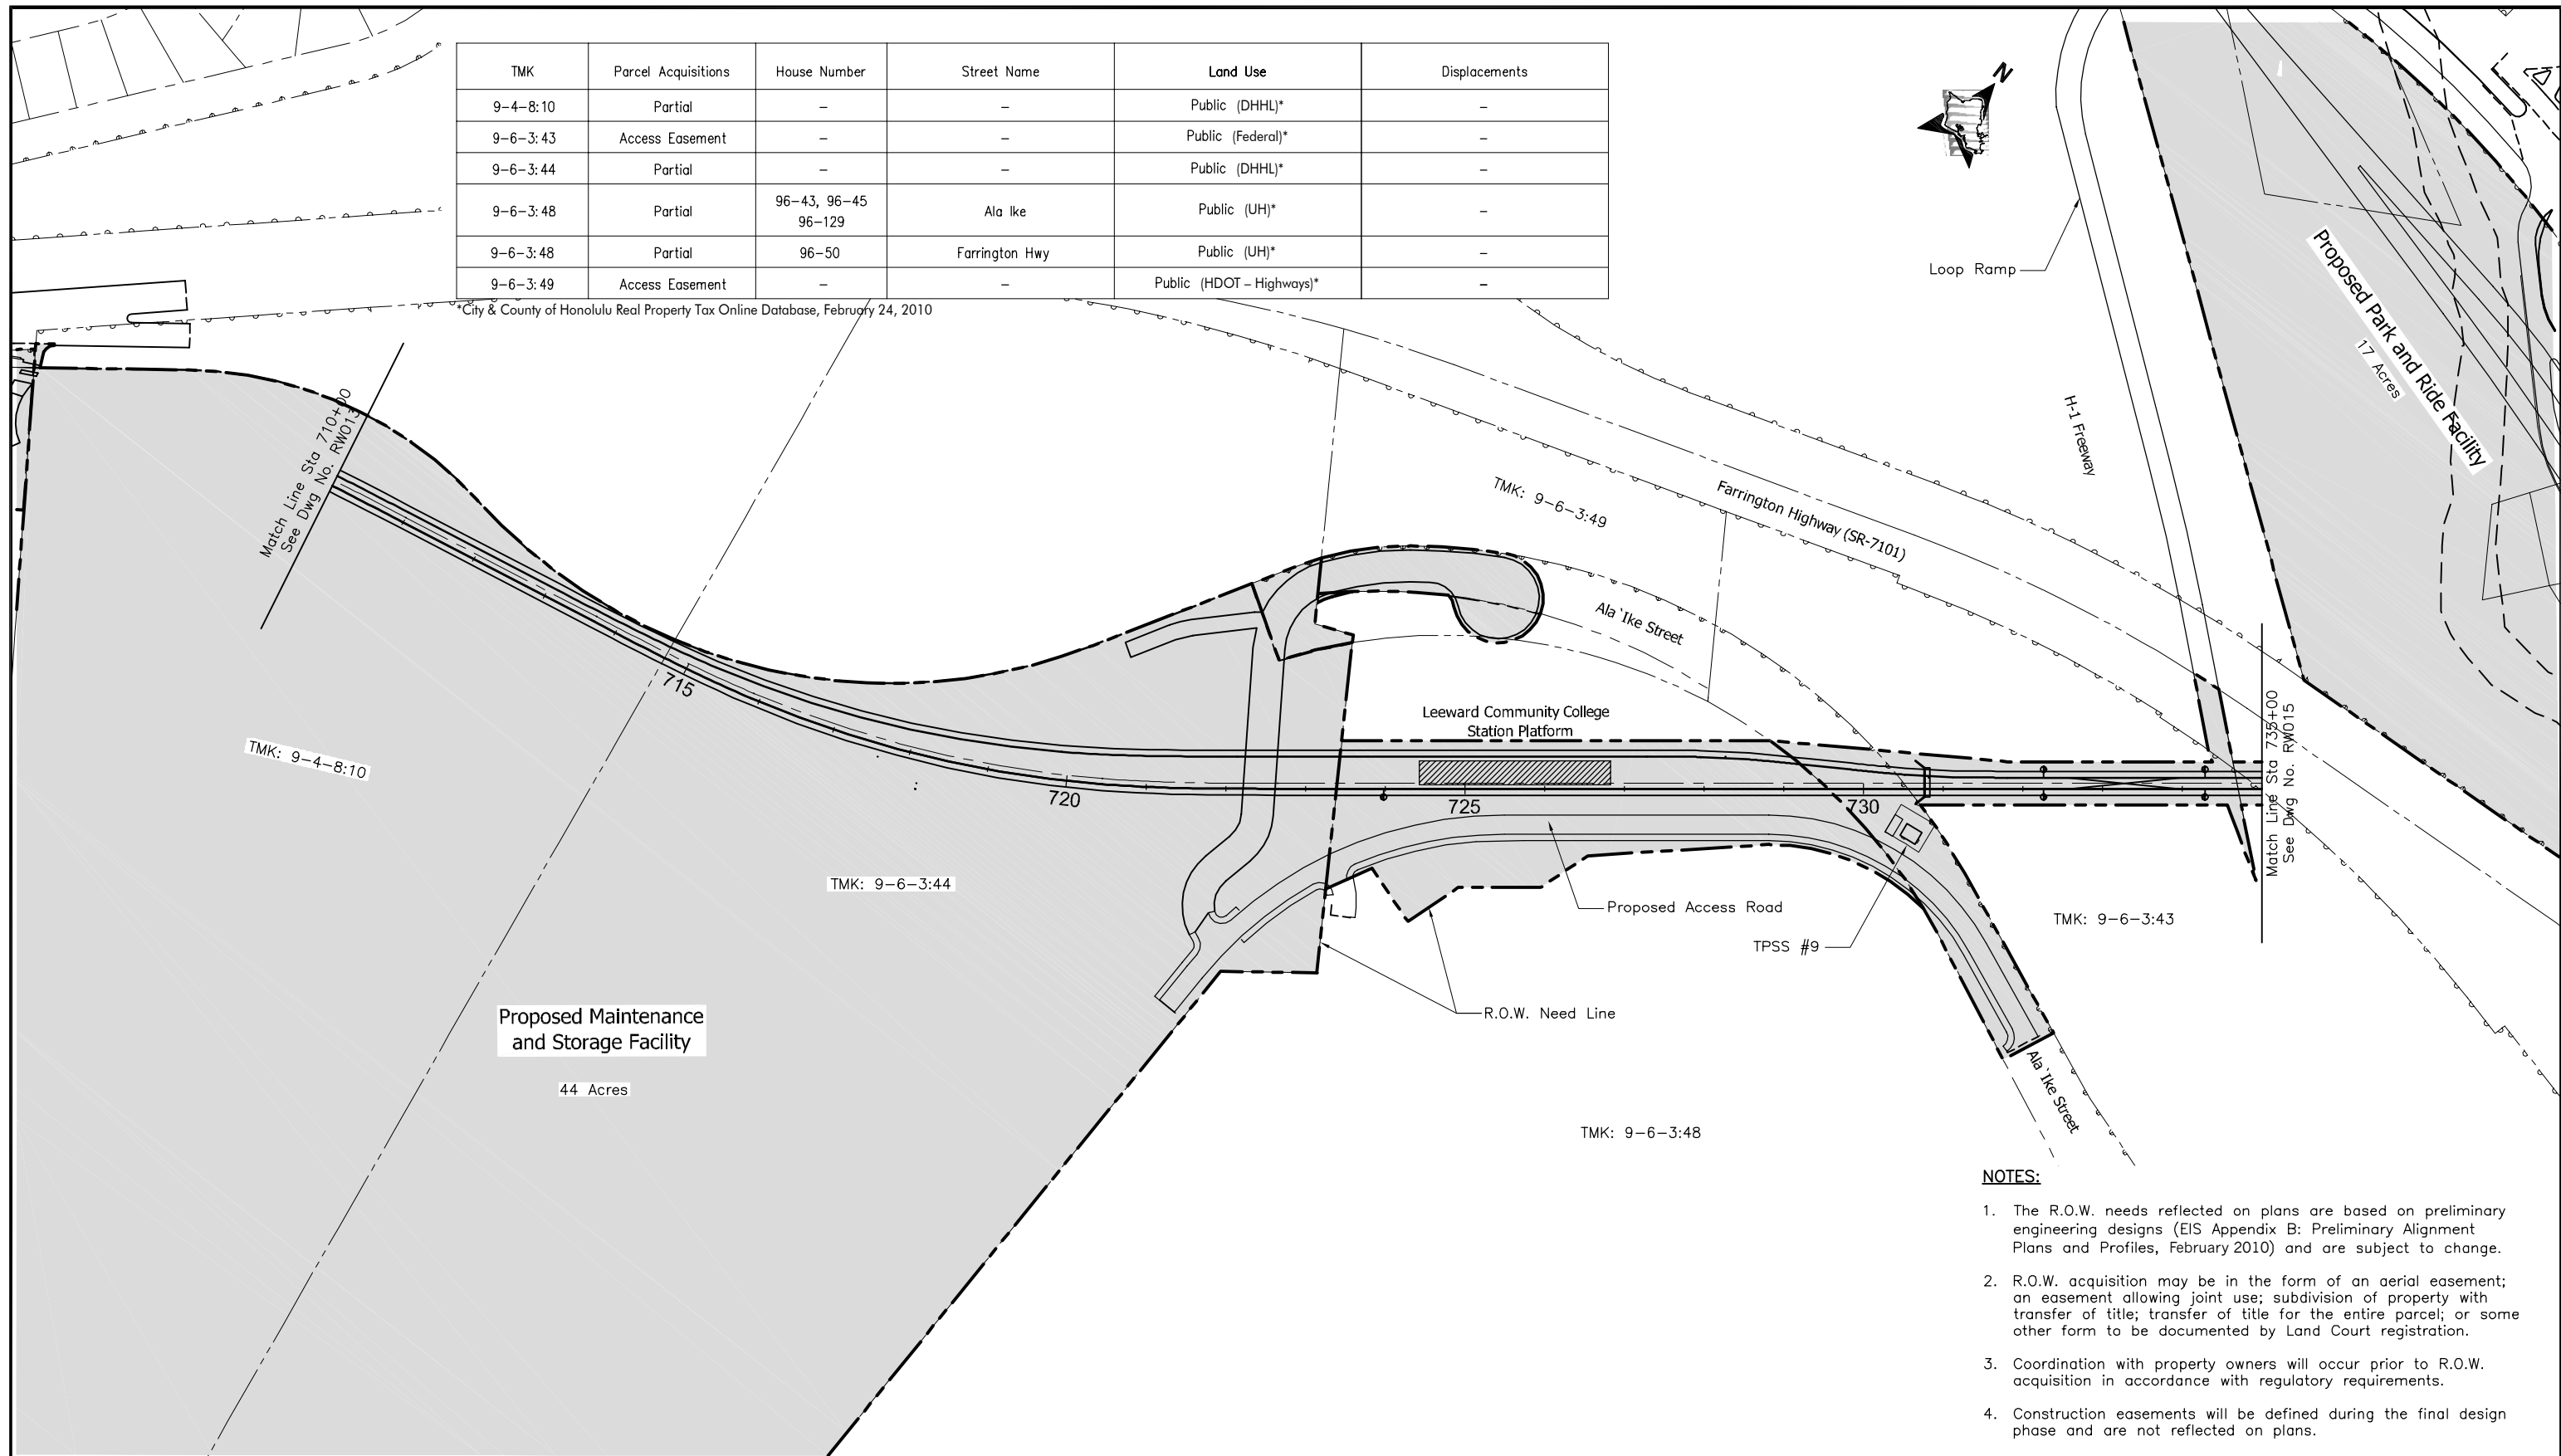 TMK Parcel Acquisitions House Number Street Name Land Use Displacements
9-4-8:10 Partial – – Public (DHHL)* –
9-6-3:43 Access Easement – – Public (Federal)* –
9-6-3:44 Partial – – Public (DHHL)* –
9-6-3:48 Partial 96-43, 96-45 96-129 Ala Ike Public (UH)* –
9-6-3:48 Partial 96-50 Farrington Hwy Public (UH)* –
9-6-3:49 Access Easement – – Public (HDOT – Highways)* –
*City & County of Honolulu Real Property Tax Online Database, February 24, 2010
N
Loop Ramp
Proposed Park and Ride Facility
17 Acres
H-1 Freeway
Match Line Sta 710+00
See Dwg No. RW013
TMK: 9-6-3:49
Farrington Highway (SR-7101)
Ala `Ike Street
715
Leeward Community College
Station Platform
TMK: 9-4-8:10
720
725
730
Match Line Sta 735+00
See Dwg No. RW015
TMK: 9-6-3:44
Proposed Access Road
TMK: 9-6-3:43
TPSS #9
R.O.W. Need Line
Proposed Maintenance
and Storage Facility
44 Acres
Ala `Ike Street
TMK: 9-6-3:48
NOTES:
1. The R.O.W. needs reflected on plans are based on preliminary
engineering designs (EIS Appendix B: Preliminary Alignment
Plans and Profiles, February 2010) and are subject to change.
2. R.O.W. acquisition may be in the form of an aerial easement;
an easement allowing joint use; subdivision of property with
transfer of title; transfer of title for the entire parcel; or some
other form to be documented by Land Court registration.
3. Coordination with property owners will occur prior to R.O.W.
acquisition in accordance with regulatory requirements.
4. Construction easements will be defined during the final design
phase and are not reflected on plans.